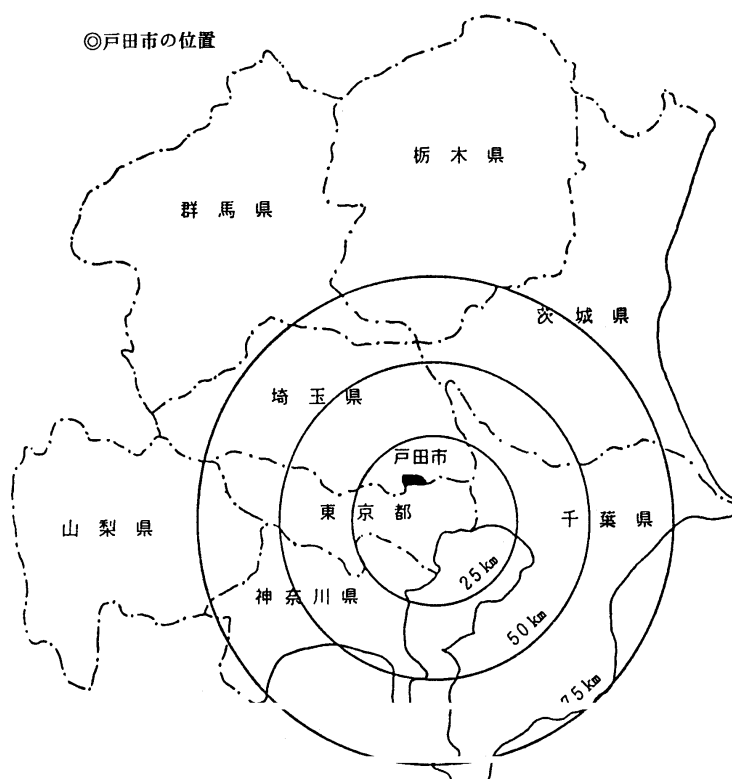 ◎戸田市の位置
栃木県
群馬県
茨城県
埼玉県
戸田市
東京都
千葉県
山梨県
神奈川県
25km
50km
75km